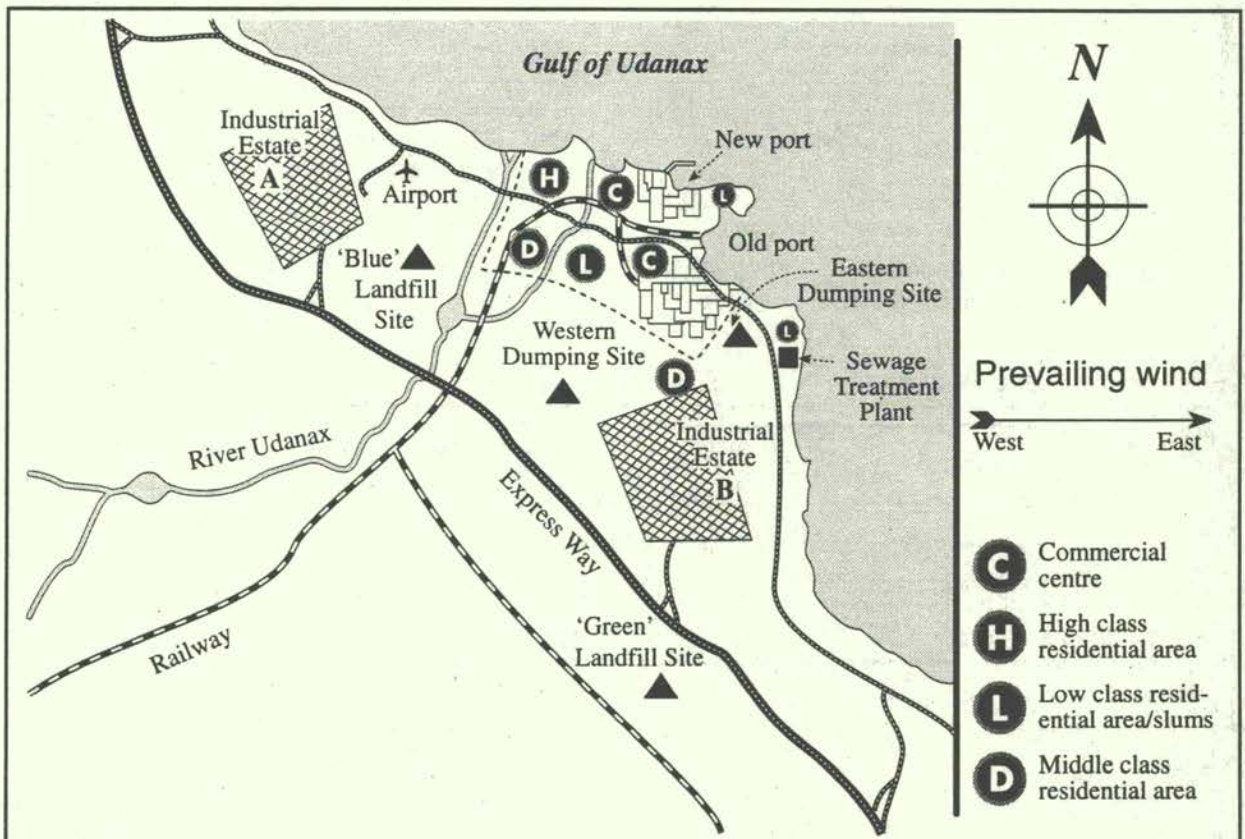 Gulf of Udanax
Industrial
Estate
A
Airport
'Blue'
Landfill
Site
H
C
New port
L
D
L
C
Old port
Eastern
Dumping Site
L
Western
Dumping Site
D
Sewage
Treatment
Plant
Industrial
Estate
B
River Udanax
Express Way
Railway
'Green'
Landfill Site
N
Prevailing wind
West East
C Commercial
centre
H High class
residential area
L Low class resid-
ential area/slums
D Middle class
residential area